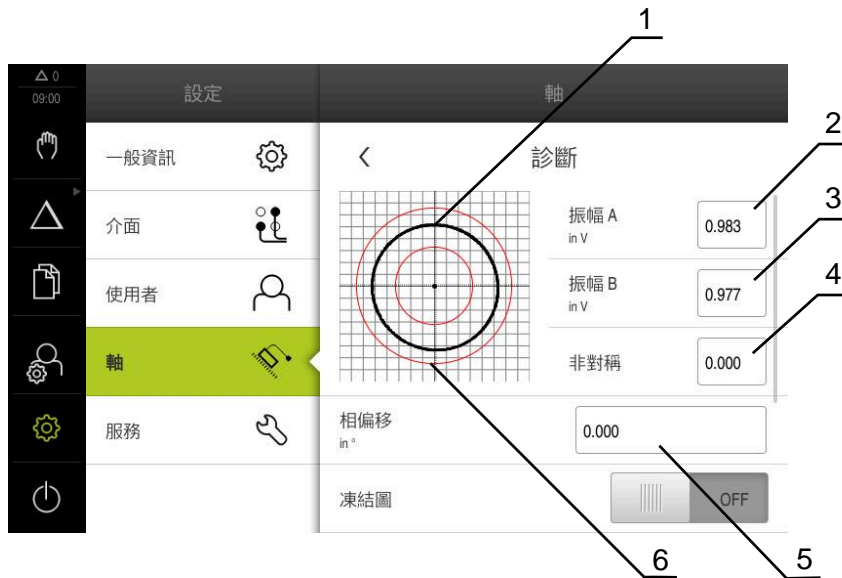 1
△ 0
09:00
設定
軸
一般資訊
介面
使用者
軸
服務
診斷
振幅 A
in V
0.983
2
振幅 B
in V
0.977
3
非對稱
0.000
4
相偏移
in °
0.000
凍結圖
OFF
6
5